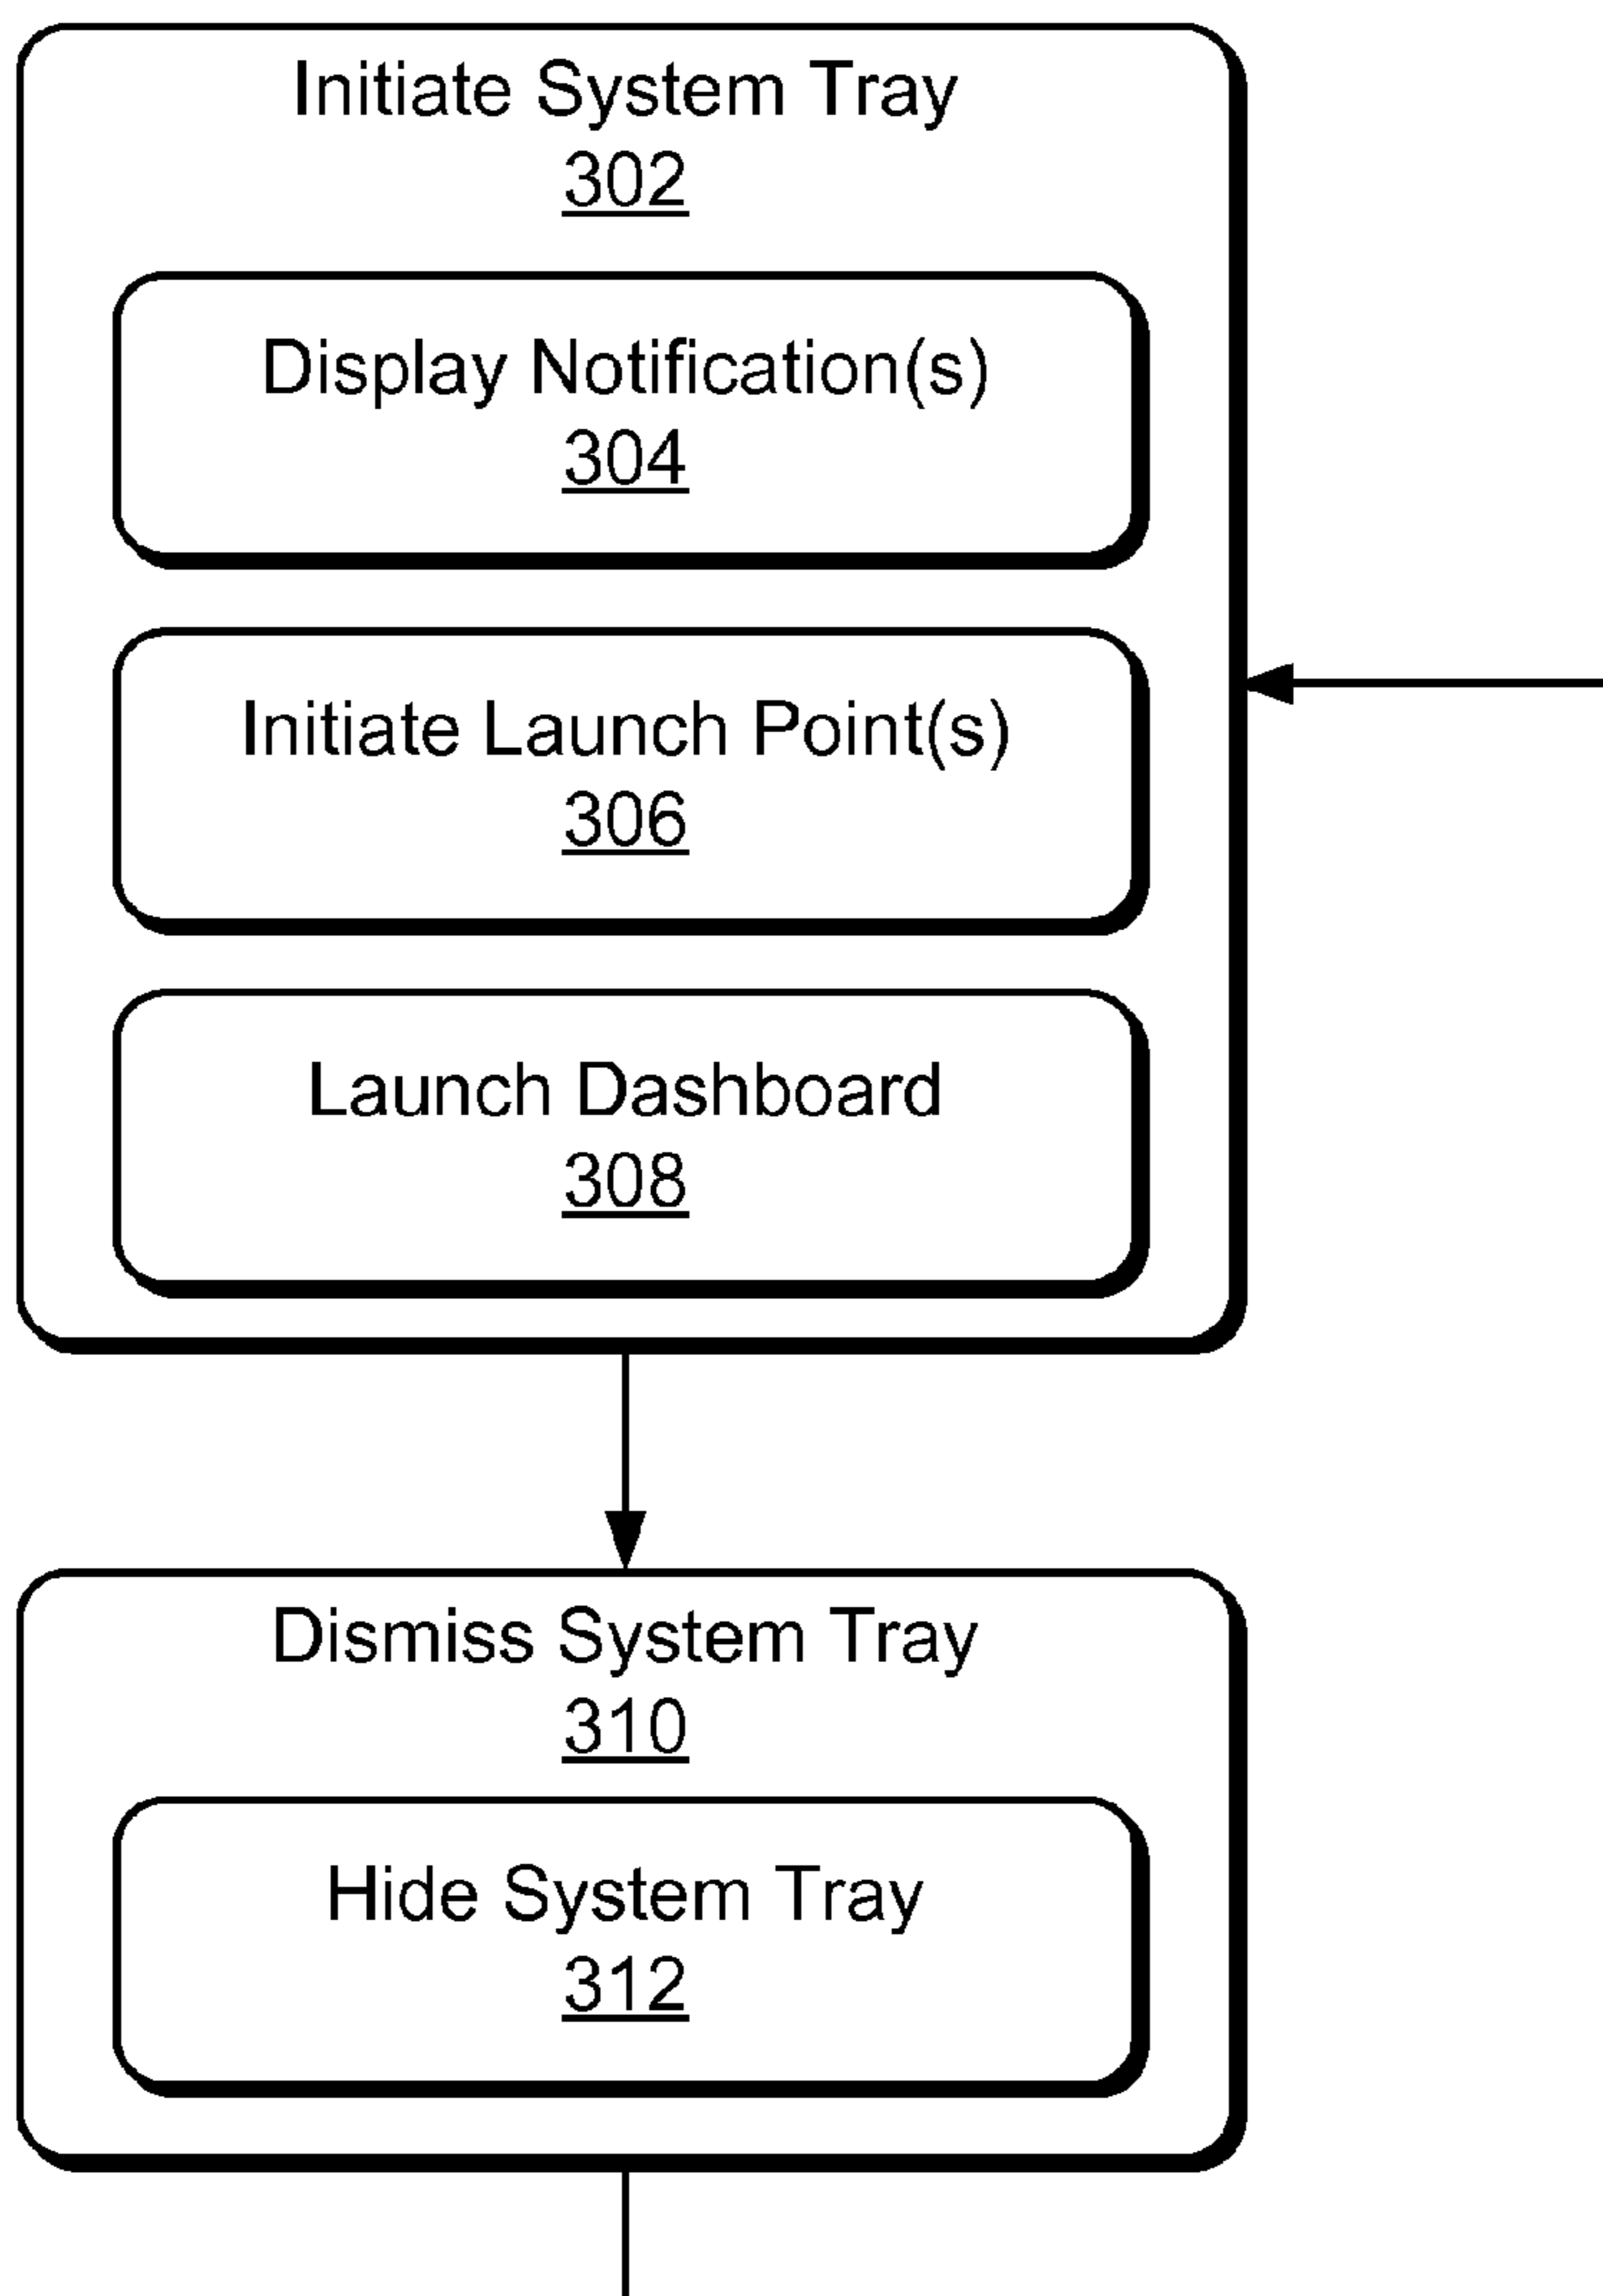 Initiate System Tray
302
Display Notification(s)
304
Initiate Launch Point(s)
306
Launch Dashboard
308
Dismiss System Tray
310
Hide System Tray
312